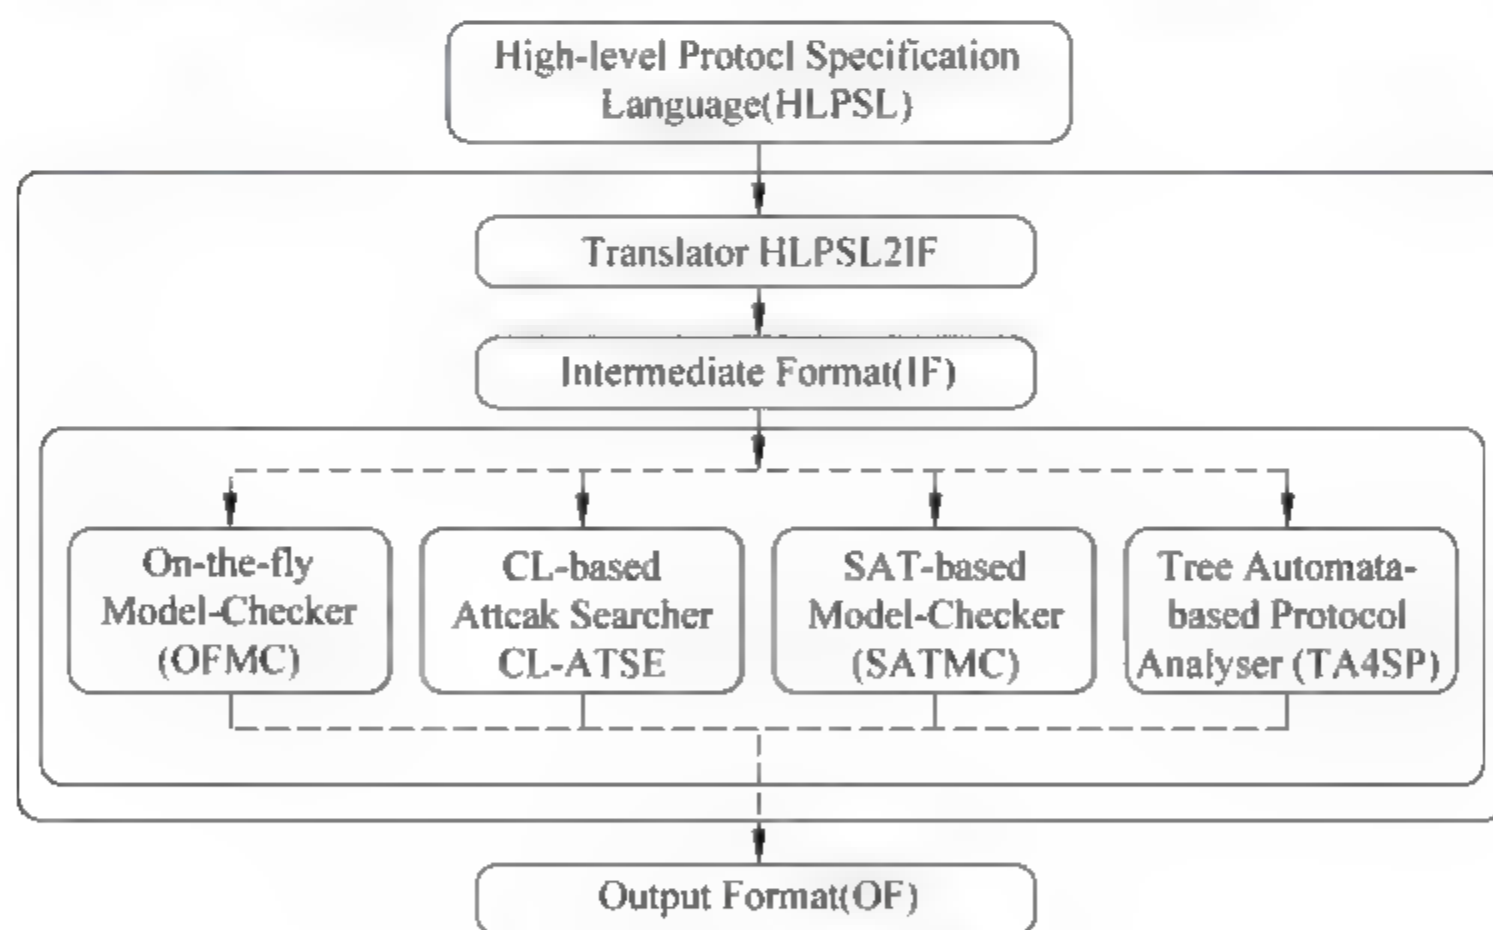 High-level Protocl Specification
Language(HLPSL)
Translator HLPSL2IF
Intermediate Format(IF)
On-the-fly
Model-Checker
(OFMC)
CL-based
Attcak Searcher
CL-ATSE
SAT-based
Model-Checker
(SATMC)
Tree Automata-
based Protocol
Analyser (TA4SP)
Output Format(OF)